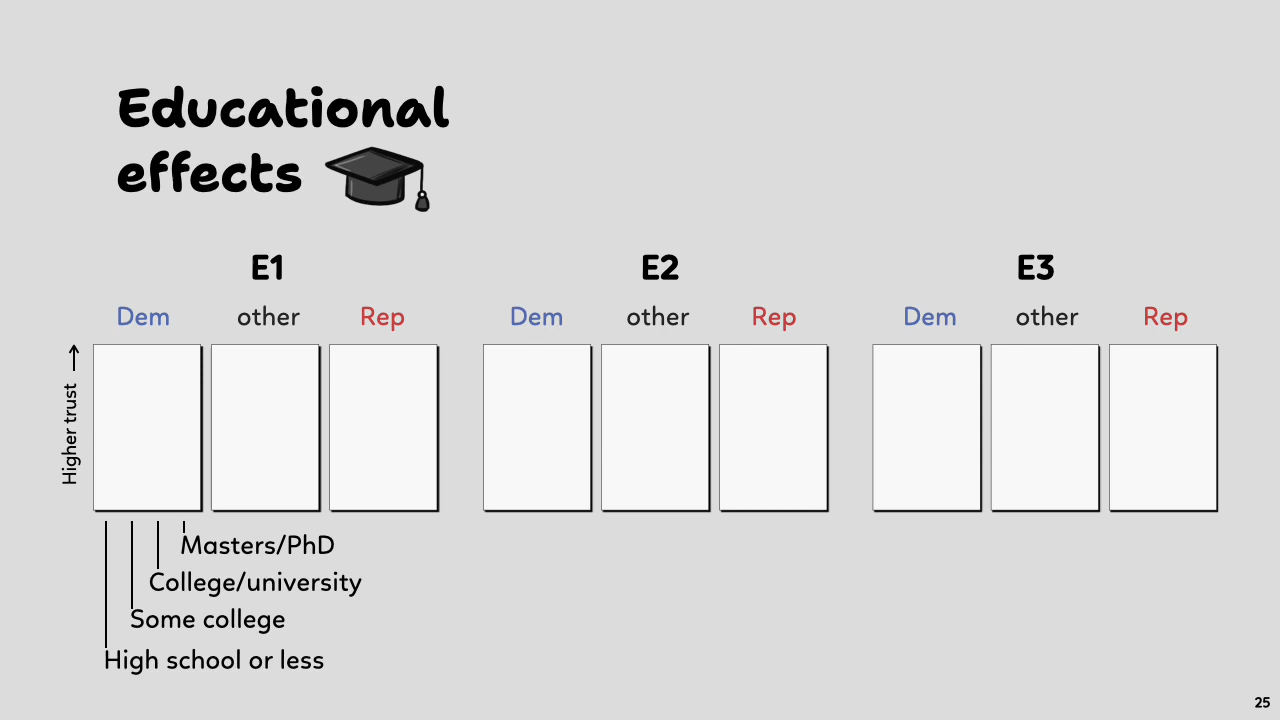 Educational
effects
E1
E2
E3
Dem
other
Rep
Dem
other
Rep
Dem
other
Rep
Higher trust
Masters/PhD
College/university
Some college
High school or less
25